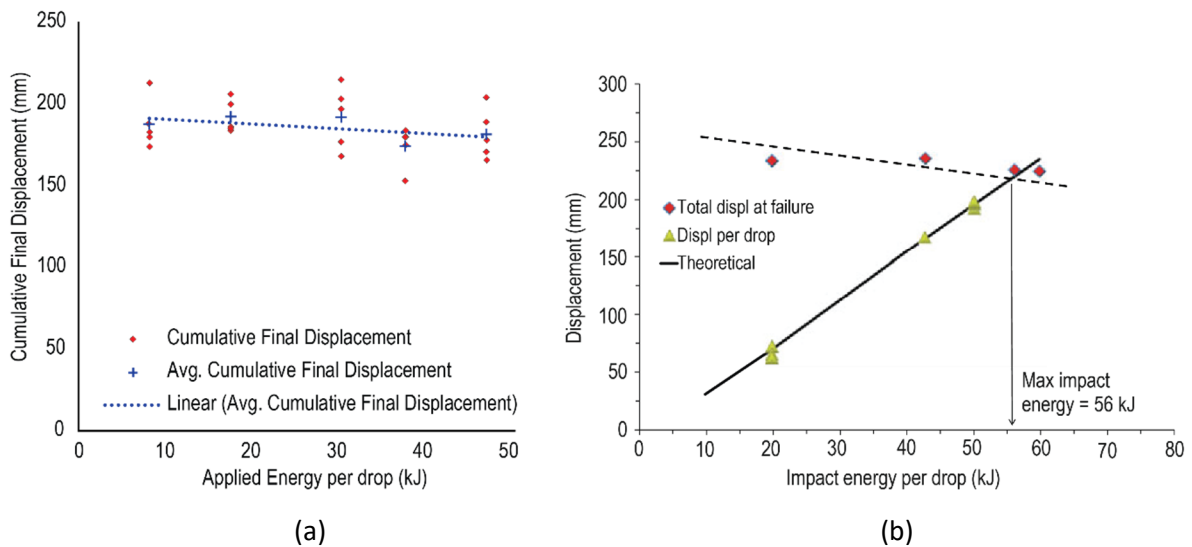 250
200
150
100
50
0
Cumulative Final Displacement (mm)
Cumulative Final Displacement
Avg. Cumulative Final Displacement
Linear (Avg. Cumulative Final Displacement)
0 10 20 30 40 50
Applied Energy per drop (kJ)
(a)
300
250
200
150
100
50
0
Displacement (mm)
Total displ at failure
Displ per drop
Theoretical
Max impact
energy = 56 kJ
0 10 20 30 40 50 60 70 80
Impact energy per drop (kJ)
(b)